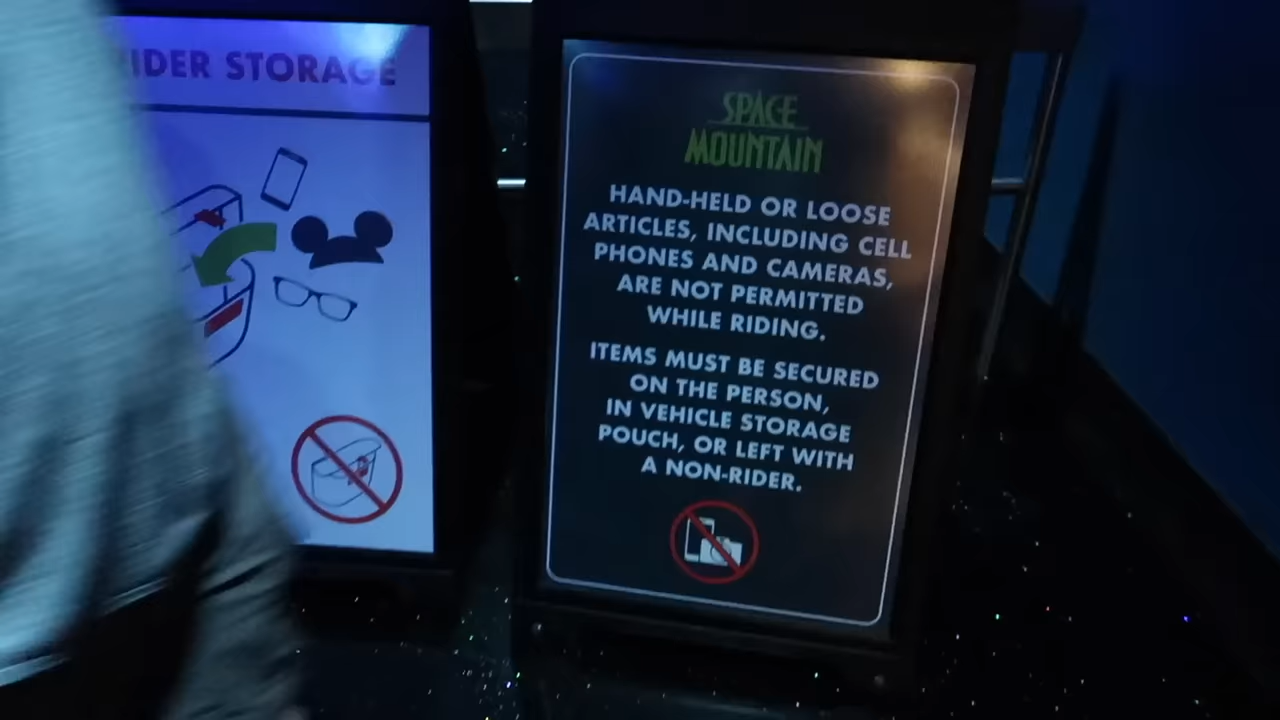 STORAGE
SPACE
MOUNTAIN
HAND-HELD OR LOOSE
ARTICLES, INCLUDING CELL
PHONES AND CAMERAS,
ARE NOT PERMITTED
WHILE RIDING.
ITEMS MUST BE SECURED
ON THE PERSON,
IN VEHICLE STORAGE
POUCH, OR LEFT WITH
A NON-RIDER.